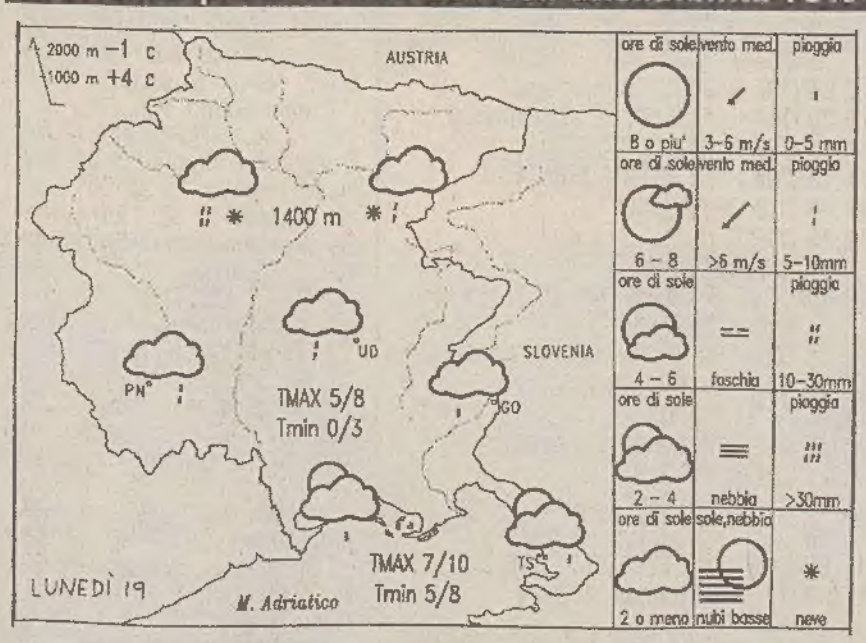 2000 m -1 c
1000 m +4 c
AUSTRIA
1400 m
UD
SLOVENIA
PN
TMAX 5/8
Tmin 0/3
GO
TMAX 7/10
Tmin 5/8
TS
LUNEDÌ 19
M. Adriatico
ore di sole vento med. pioggia
8 o piu' 3-6 m/s 0-5 mm
ore di sole vento med. pioggia
6 - 8 >6 m/s 5-10mm
ore di sole pioggia
4 - 6 foschia 10-30mm
ore di sole pioggia
2 - 4 nebbia >30mm
ore di sole sole,nebbia
2 o meno nubi basse neve